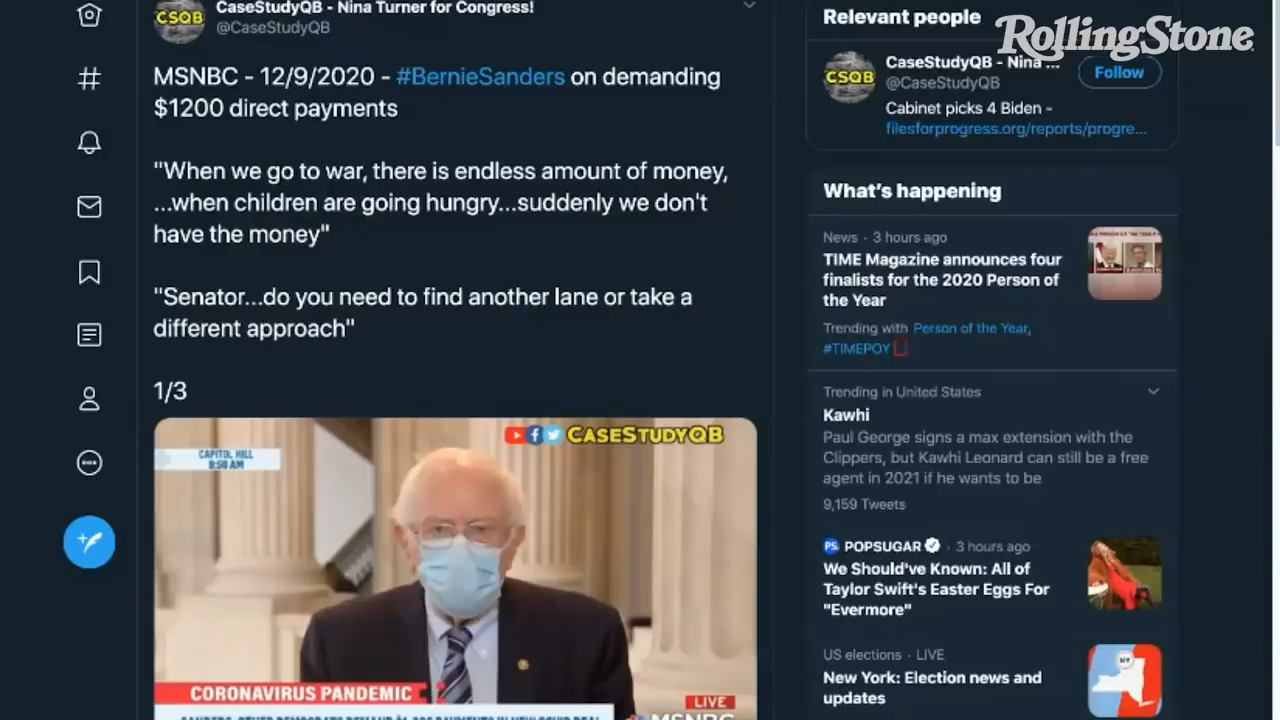 CSQB
CaseStudyQB - Nina Turner for Congress!
@CaseStudyQB
MSNBC - 12/9/2020 - #BernieSanders on demanding
$1200 direct payments
"When we go to war, there is endless amount of money,
...when children are going hungry...suddenly we don't
have the money"
"Senator...do you need to find another lane or take a
different approach"
1/3
CASESTUDYQB
CAPITOL HILL
8:50 AM
CORONAVIRUS PANDEMIC
LIVE
MSNBC
Relevant people
RollingStone
CSQB
CaseStudyQB - Nina ...
@CaseStudyQB
Follow
Cabinet picks 4 Biden -
filesforprogress.org/reports/progre...
What's happening
News · 3 hours ago
TIME Magazine announces four
finalists for the 2020 Person of
the Year
Trending with Person of the Year,
#TIMEPOY
Trending in United States
Kawhi
Paul George signs a max extension with the
Clippers, but Kawhi Leonard can still be a free
agent in 2021 if he wants to be
9,159 Tweets
PS POPSUGAR · 3 hours ago
We Should've Known: All of
Taylor Swift's Easter Eggs For
"Evermore"
US elections · LIVE
New York: Election news and
updates
NY